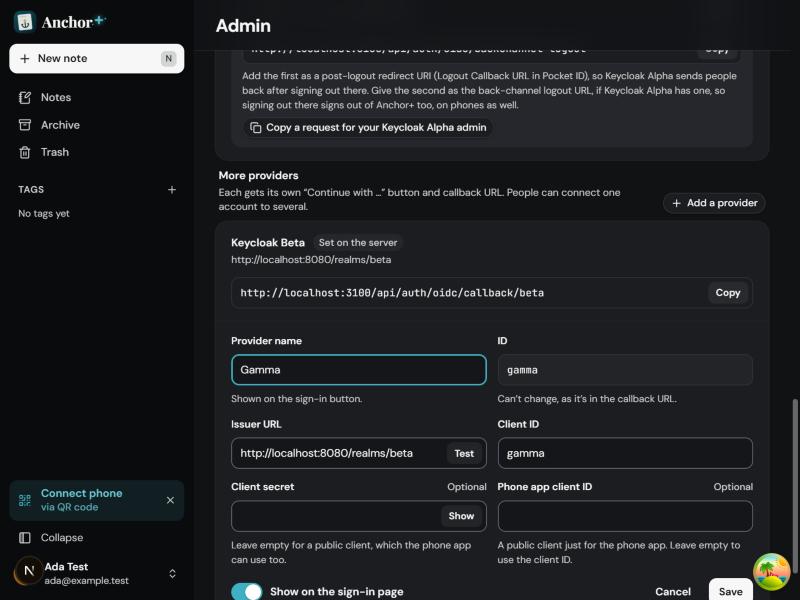 Anchor+
Admin
New note
N
Notes
Archive
Trash
TAGS
No tags yet
Connect phone
via QR code
Collapse
N
Ada Test
ada@example.test
Add the first as a post-logout redirect URI (Logout Callback URL in Pocket ID), so Keycloak Alpha sends people
back after signing out there. Give the second as the back-channel logout URL, if Keycloak Alpha has one, so
signing out there signs out of Anchor+ too, on phones as well.
Copy a request for your Keycloak Alpha admin
More providers
Each gets its own “Continue with ...” button and callback URL. People can connect one
account to several.
Add a provider
Keycloak Beta Set on the server
http://localhost:8080/realms/beta
http://localhost:3100/api/auth/oidc/callback/beta
Copy
Provider name
ID
Gamma
gamma
Shown on the sign-in button.
Can't change, as it's in the callback URL.
Issuer URL
Client ID
http://localhost:8080/realms/beta
Test
gamma
Client secret
Optional
Phone app client ID
Optional
Show
Leave empty for a public client, which the phone app
can use too.
A public client just for the phone app. Leave empty to
use the client ID.
Show on the sign-in page
Cancel
Save